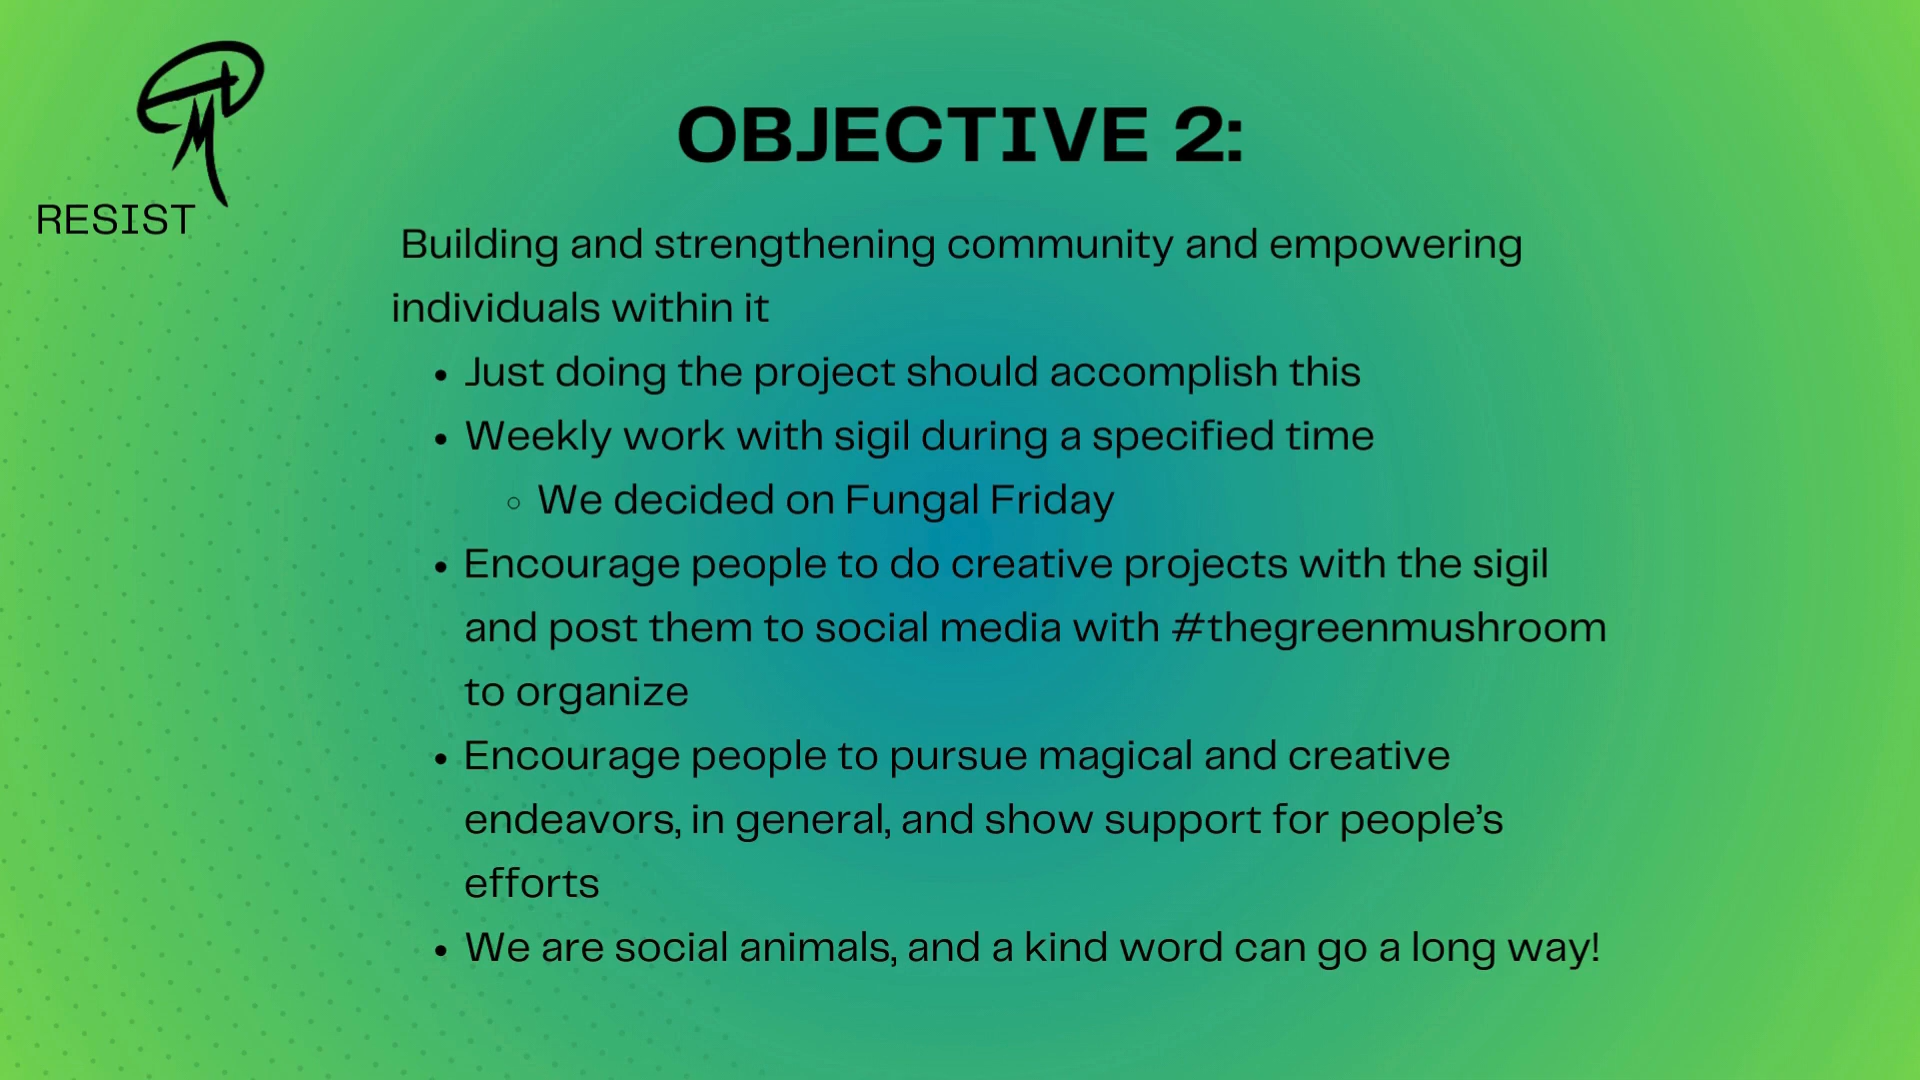 OBJECTIVE 2:
RESIST
Building and strengthening community and empowering
individuals within it
• Just doing the project should accomplish this
• Weekly work with sigil during a specified time
◦ We decided on Fungal Friday
• Encourage people to do creative projects with the sigil
and post them to social media with #thegreenmushroom
to organize
• Encourage people to pursue magical and creative
endeavors, in general, and show support for people’s
efforts
• We are social animals, and a kind word can go a long way!